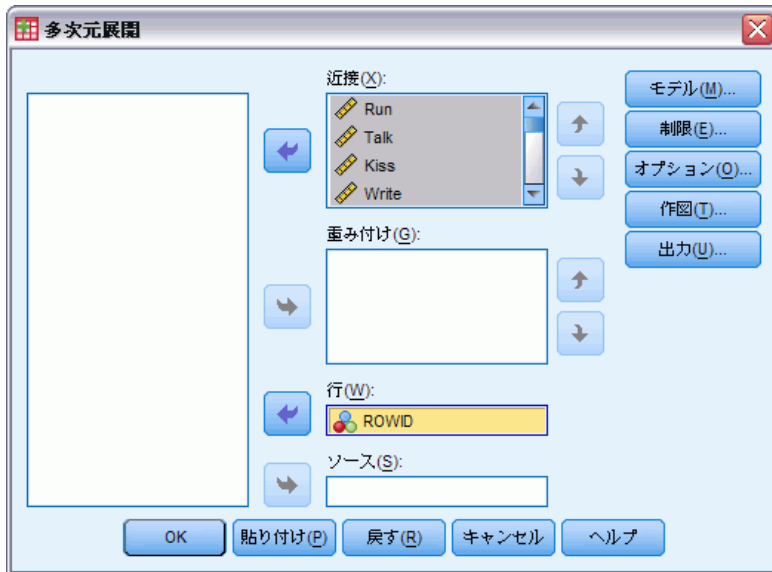 多次元展開
近接(X):
Run
Talk
Kiss
Write
重み付け(G):
行(W):
ROWID
ソース(S):
モデル(M)...
制限(E)...
オプション(O)...
作図(T)...
出力(U)...
OK
貼り付け(P)
戻す(R)
キャンセル
ヘルプ